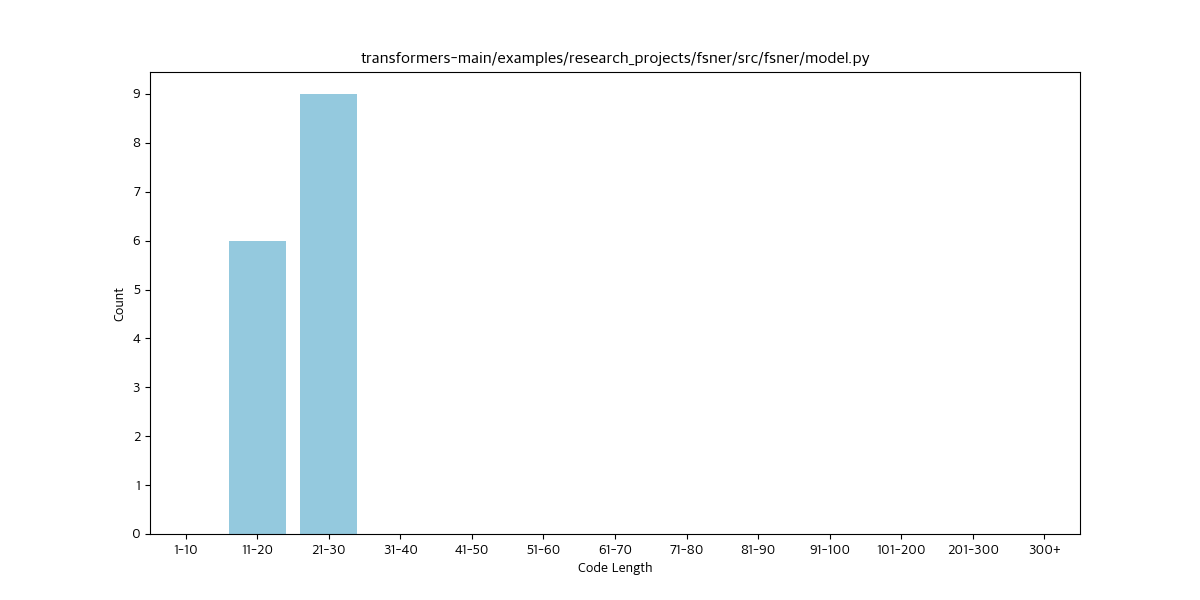 transformers-main/examples/research_projects/fsner/src/fsner/model.py
9
8
7
6
5
4
3
2
1
0
Count
1-10 11-20 21-30 31-40 41-50 51-60 61-70 71-80 81-90 91-100 101-200 201-300 300+
Code Length